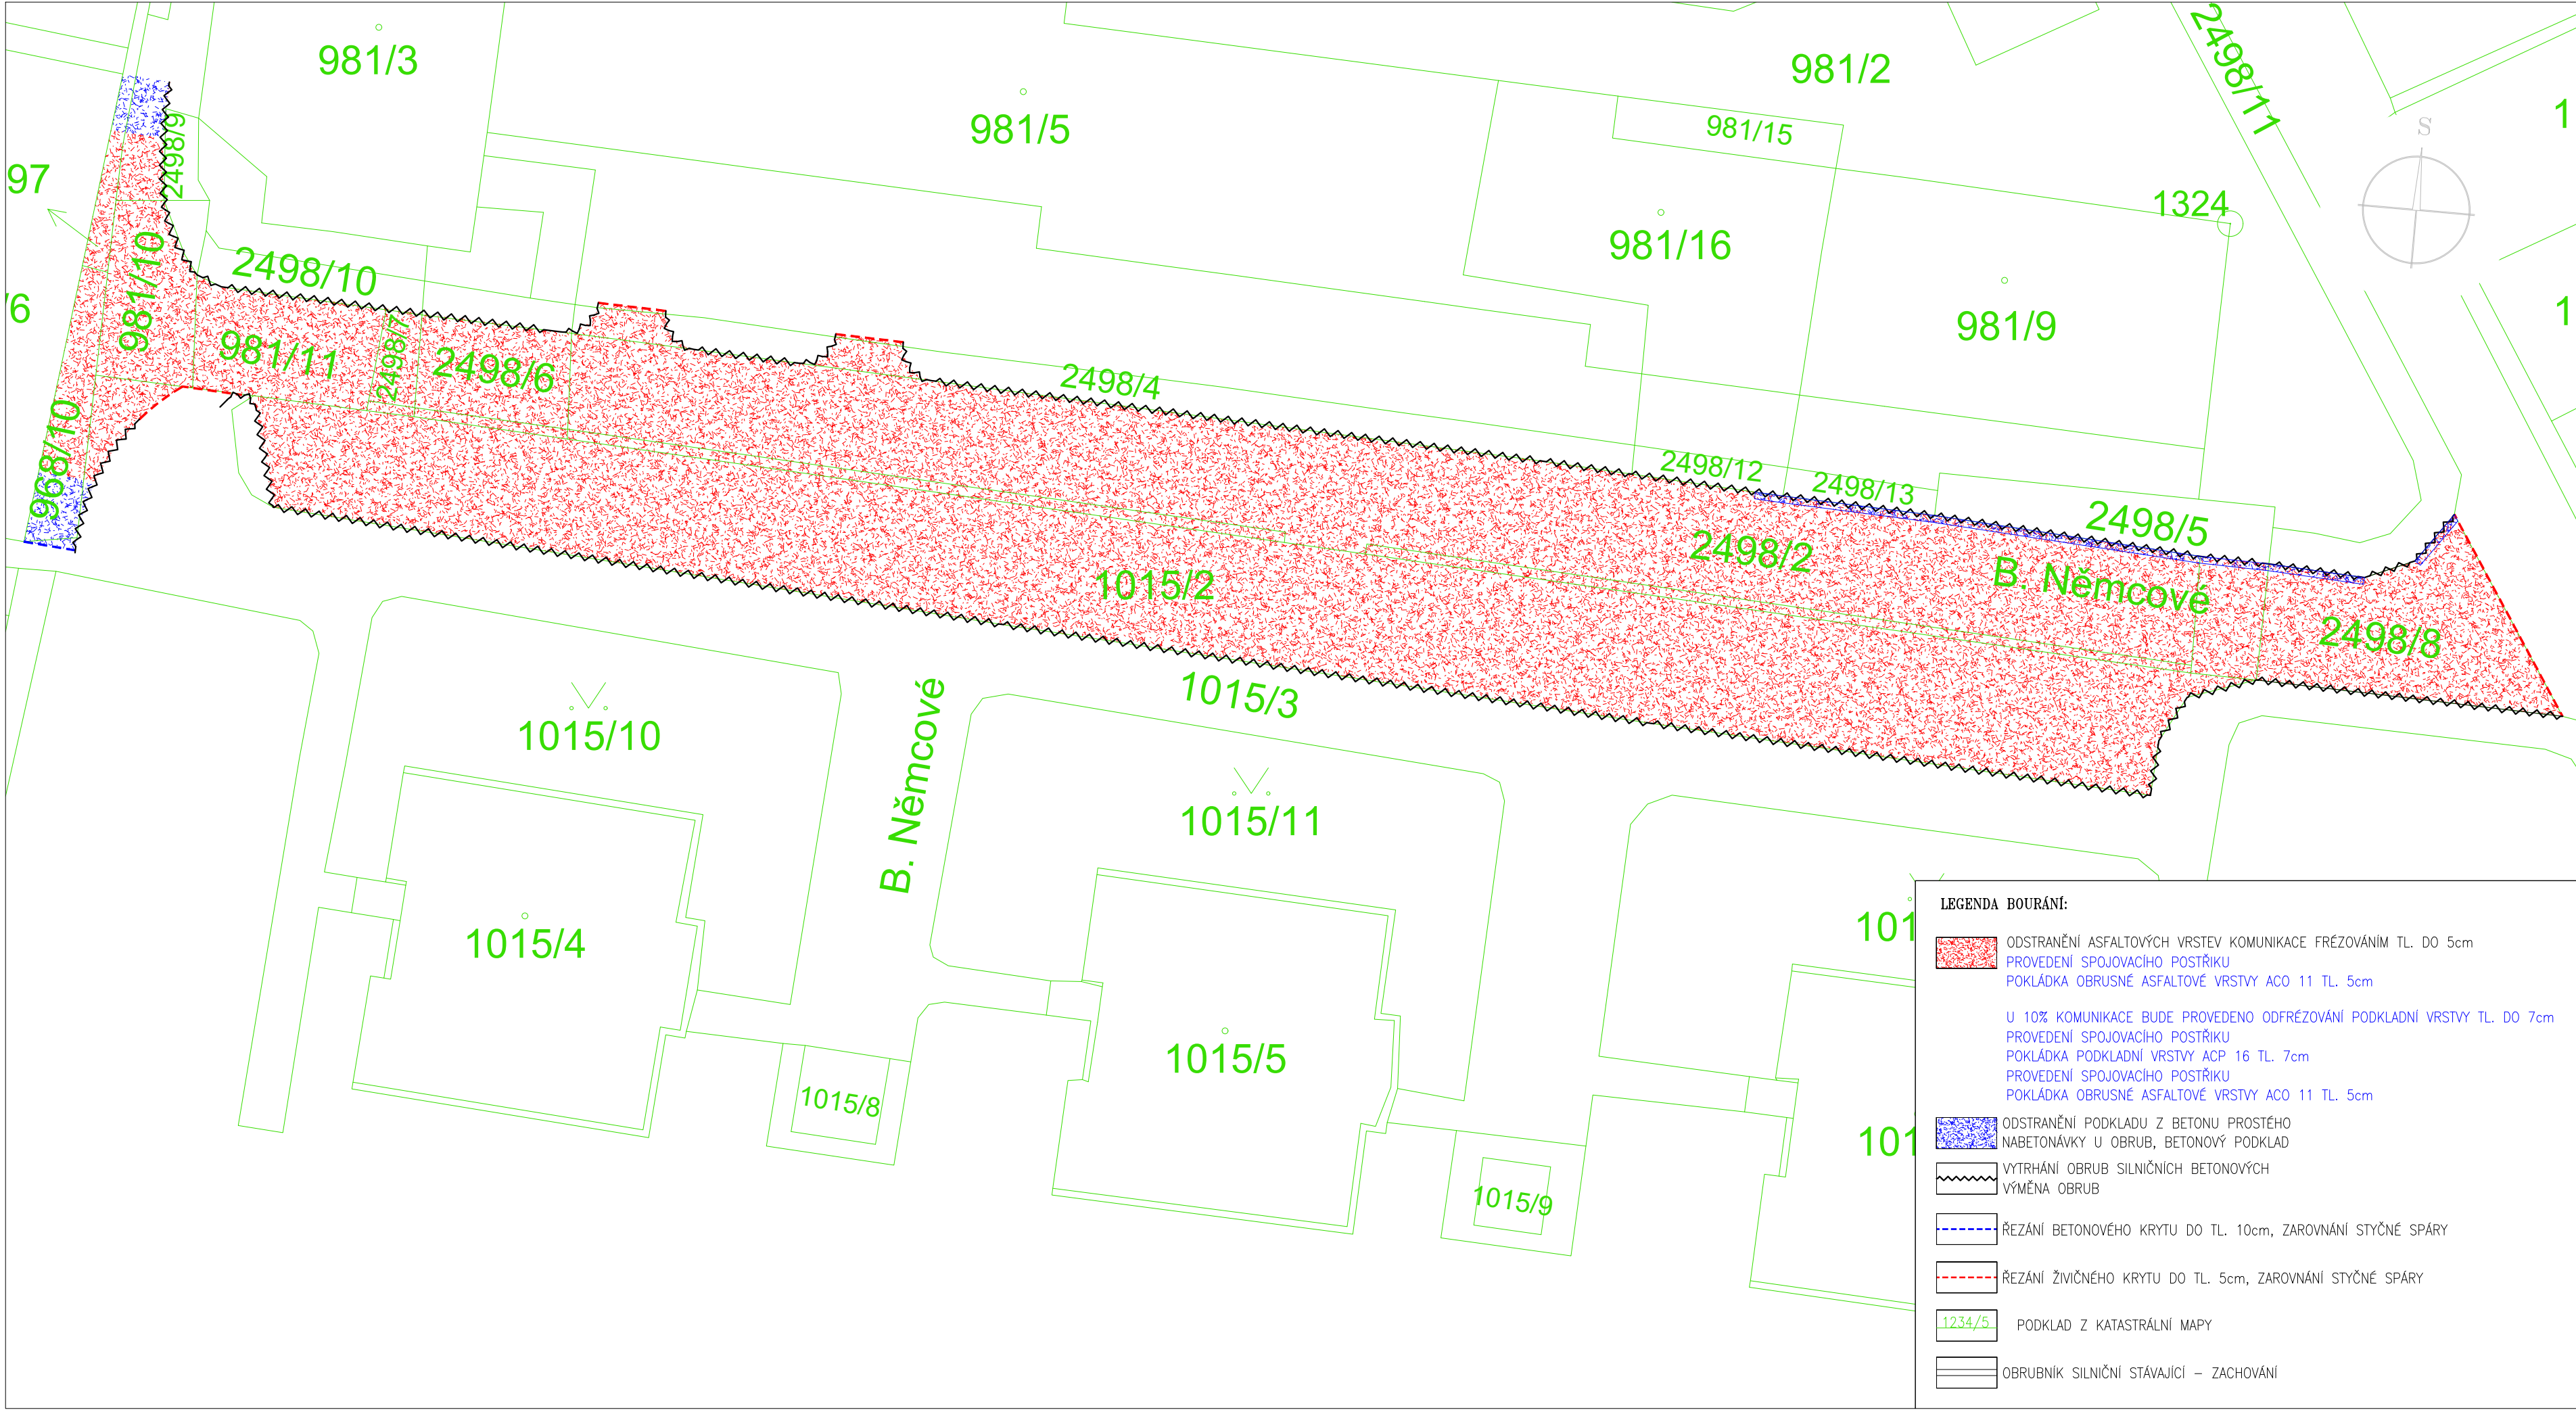 981/3
981/2
2498/11
981/5
981/15
2498/9
97
1324
981/16
981/10
2498/10
/6
981/9
981/11
2498/7
2498/6
2498/4
968/10
2498/12
2498/13
2498/5
2498/2
B. Němcové
1015/2
2498/8
1015/3
1015/10
B. Němcové
1015/11
1015/4
1015/5
1015/8
1015/9
101
101
1
1
S
LEGENDA BOURÁNÍ:
ODSTRANĚNÍ ASFALTOVÝCH VRSTEV KOMUNIKACE FRÉZOVÁNÍM TL. DO 5cm
PROVEDENÍ SPOJOVACÍHO POSTŘIKU
POKLÁDKA OBRUSNÉ ASFALTOVÉ VRSTVY ACO 11 TL. 5cm
U 10% KOMUNIKACE BUDE PROVEDENO ODFRÉZOVÁNÍ PODKLADNÍ VRSTVY TL. DO 7cm
PROVEDENÍ SPOJOVACÍHO POSTŘIKU
POKLÁDKA PODKLADNÍ VRSTVY ACP 16 TL. 7cm
PROVEDENÍ SPOJOVACÍHO POSTŘIKU
POKLÁDKA OBRUSNÉ ASFALTOVÉ VRSTVY ACO 11 TL. 5cm
ODSTRANĚNÍ PODKLADU Z BETONU PROSTÉHO
NABETONÁVKY U OBRUB, BETONOVÝ PODKLAD
VYTRHÁNÍ OBRUB SILNIČNÍCH BETONOVÝCH
VÝMĚNA OBRUB
ŘEZÁNÍ BETONOVÉHO KRYTU DO TL. 10cm, ZAROVNÁNÍ STYČNÉ SPÁRY
ŘEZÁNÍ ŽIVIČNÉHO KRYTU DO TL. 5cm, ZAROVNÁNÍ STYČNÉ SPÁRY
1234/5 PODKLAD Z KATASTRÁLNÍ MAPY
OBRUBNÍK SILNIČNÍ STÁVAJÍCÍ – ZACHOVÁNÍ